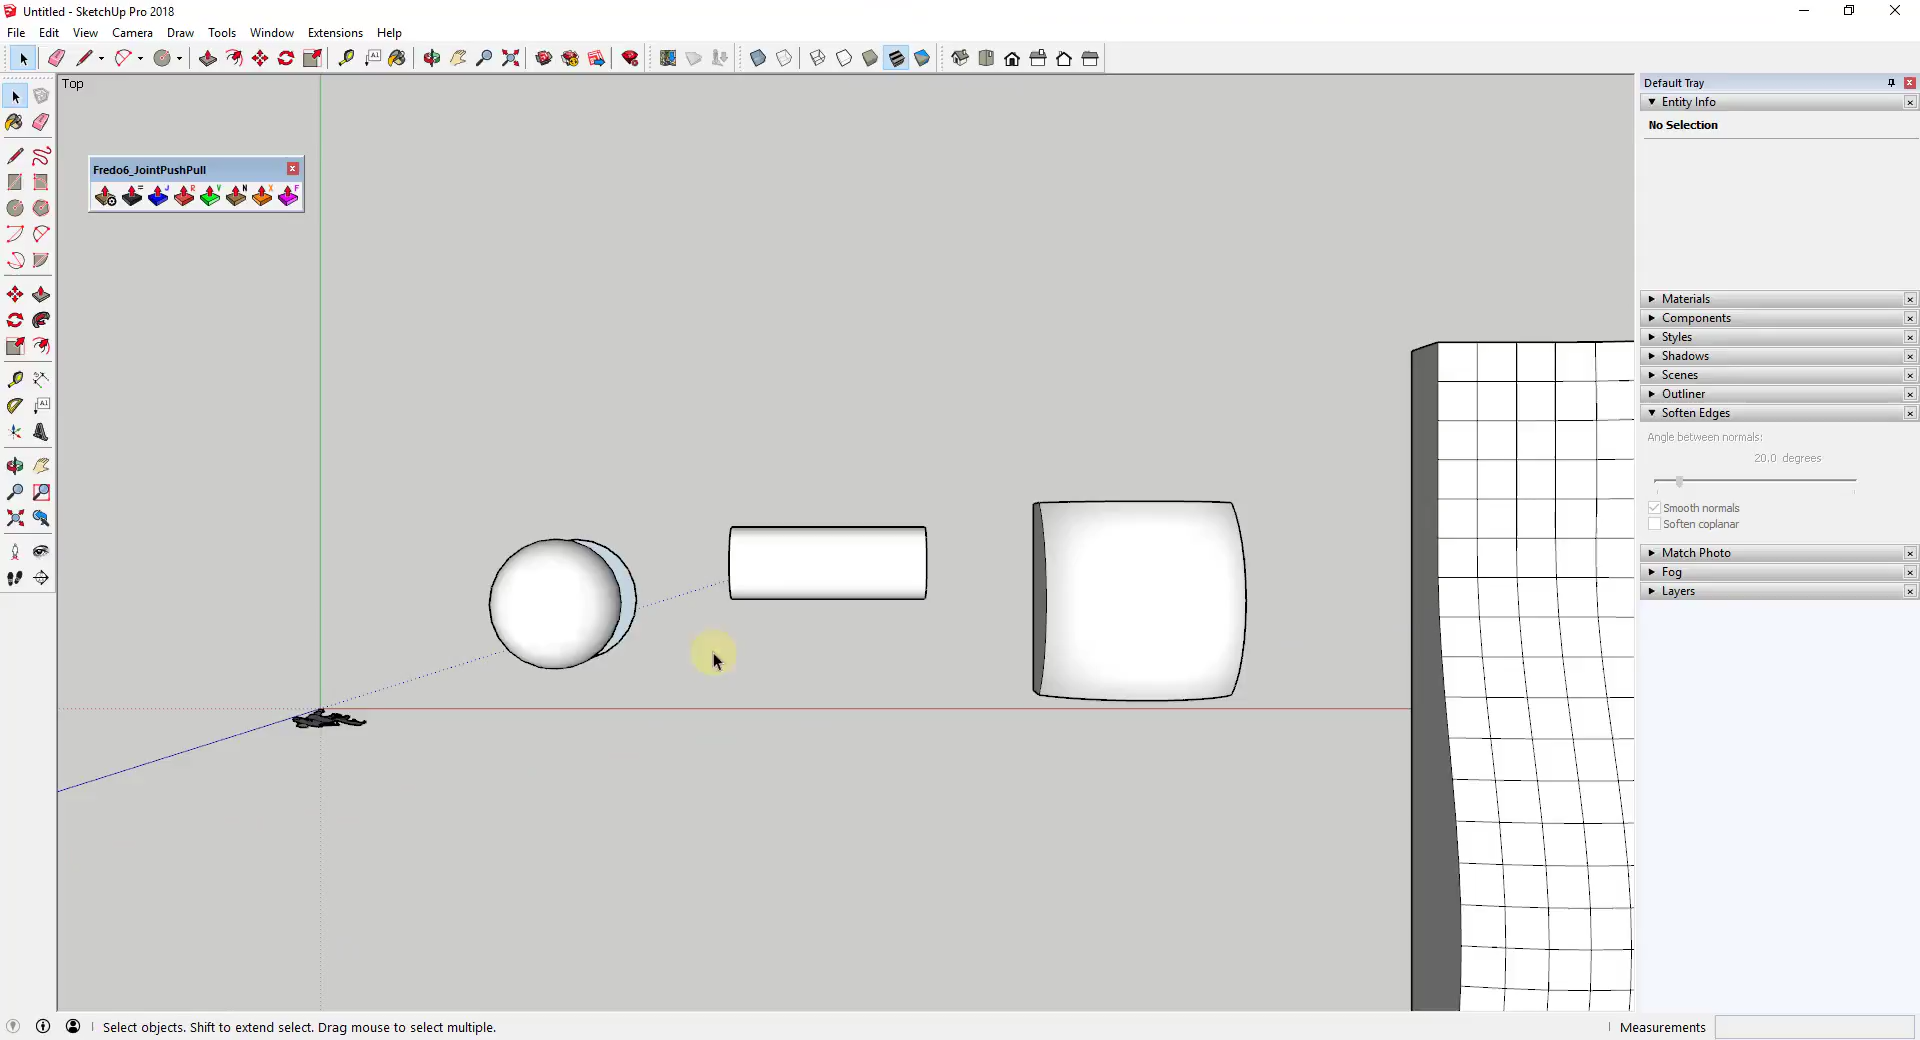 Untitled - SketchUp Pro 2018
File Edit View Camera Draw Tools Window Extensions Help
Top
Default Tray
Entity Info
No Selection
Fredo6_JointPushPull
= J R V N X F
A1
A1
Materials
Components
Styles
Shadows
Scenes
Outliner
Soften Edges
Angle between normals:
20.0 degrees
Smooth normals
Soften coplanar
Match Photo
Fog
Layers
Select objects. Shift to extend select. Drag mouse to select multiple.
Measurements